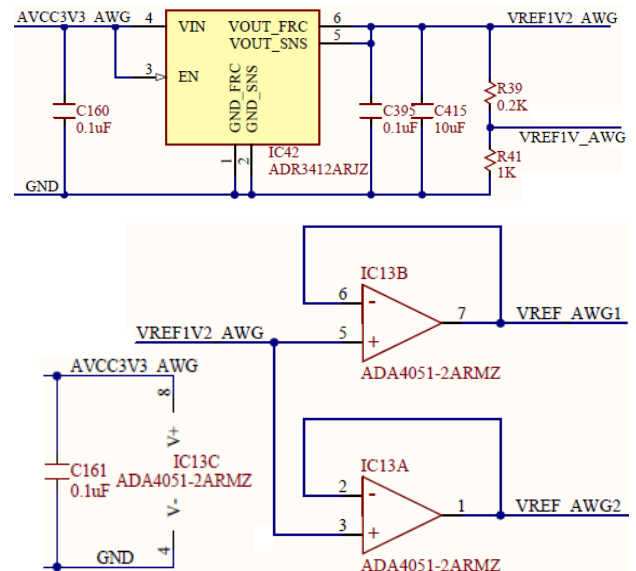 AVCC3V3_AWG
4
VIN
VOUT_FRC
6
VREF1V2_AWG
VOUT_SNS
5
3
EN
GND_FRC
GND_SNS
C160
0.1uF
C395
0.1uF
C415
10uF
R39
0.2K
VREF1V_AWG
R41
1K
1
2
IC42
ADR3412ARJZ
GND
IC13B
6
-
7
VREF_AWG1
VREF1V2_AWG
5
+
ADA4051-2ARMZ
AVCC3V3_AWG
8
V+
C161
0.1uF
IC13C
ADA4051-2ARMZ
V-
4
GND
IC13A
2
-
1
VREF_AWG2
3
+
ADA4051-2ARMZ